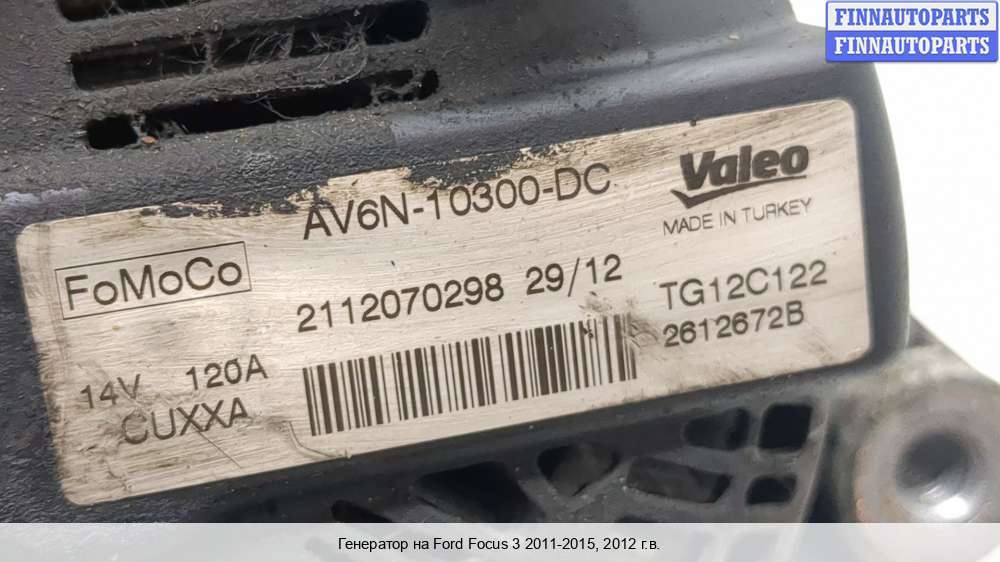 FINNAUTOPARTS
FINNAUTOPARTS
Valeo
MADE IN TURKEY
AV6N-10300-DC
FoMoCo
2112070298 29/12
TG12C122
2612672B
14V 120A
CUXXA
Генератор на Ford Focus 3 2011-2015, 2012 г.в.